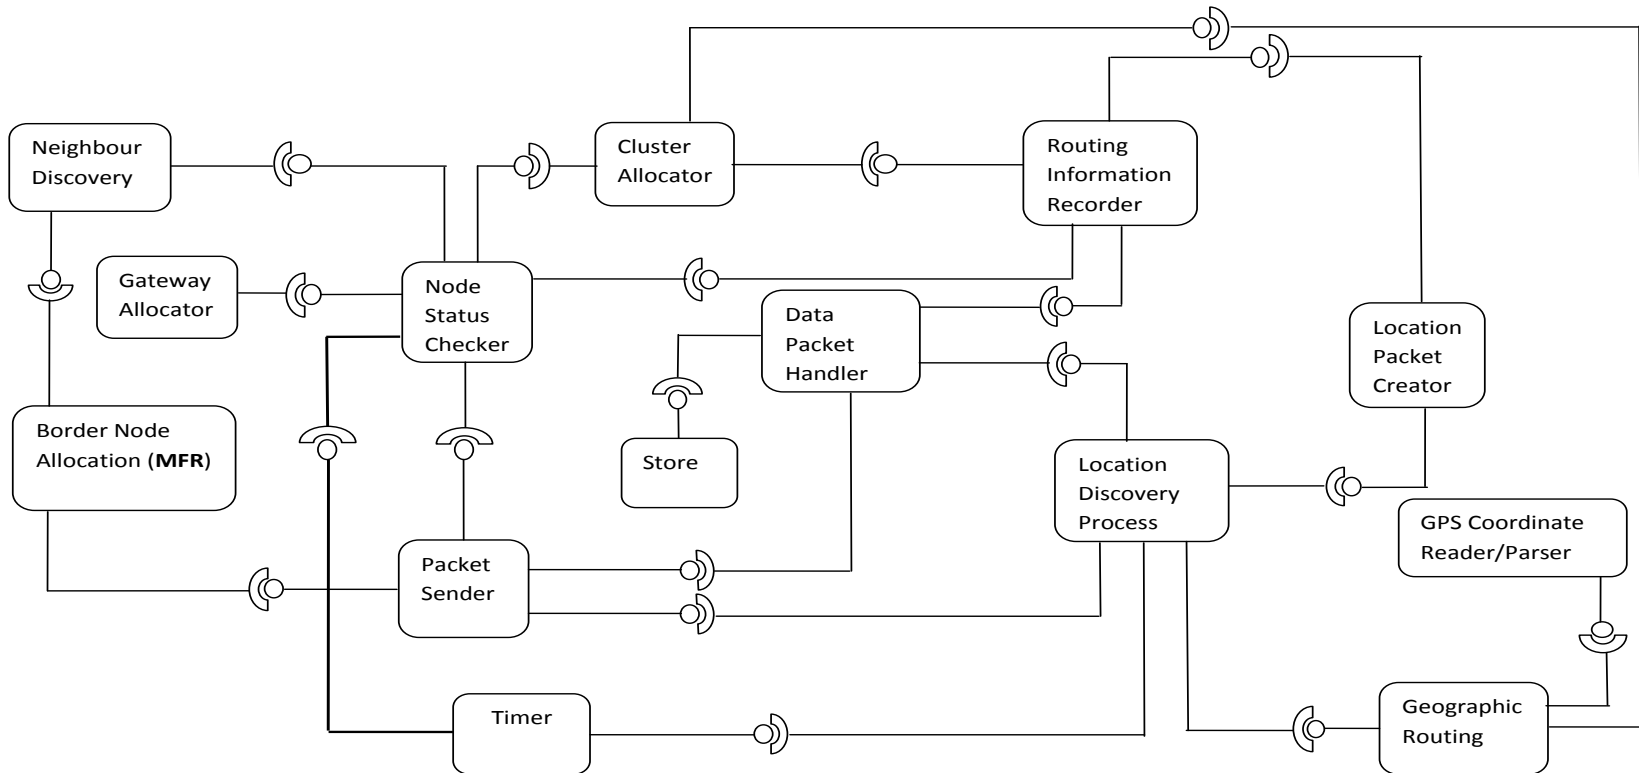 Neighbour
Discovery
Cluster
Allocator
Routing
Information
Recorder
Gateway
Allocator
Node
Status
Checker
Data
Packet
Handler
Location
Packet
Creator
Border Node
Allocation (MFR)
Store
Location
Discovery
Process
GPS Coordinate
Reader/Parser
Packet
Sender
Timer
Geographic
Routing